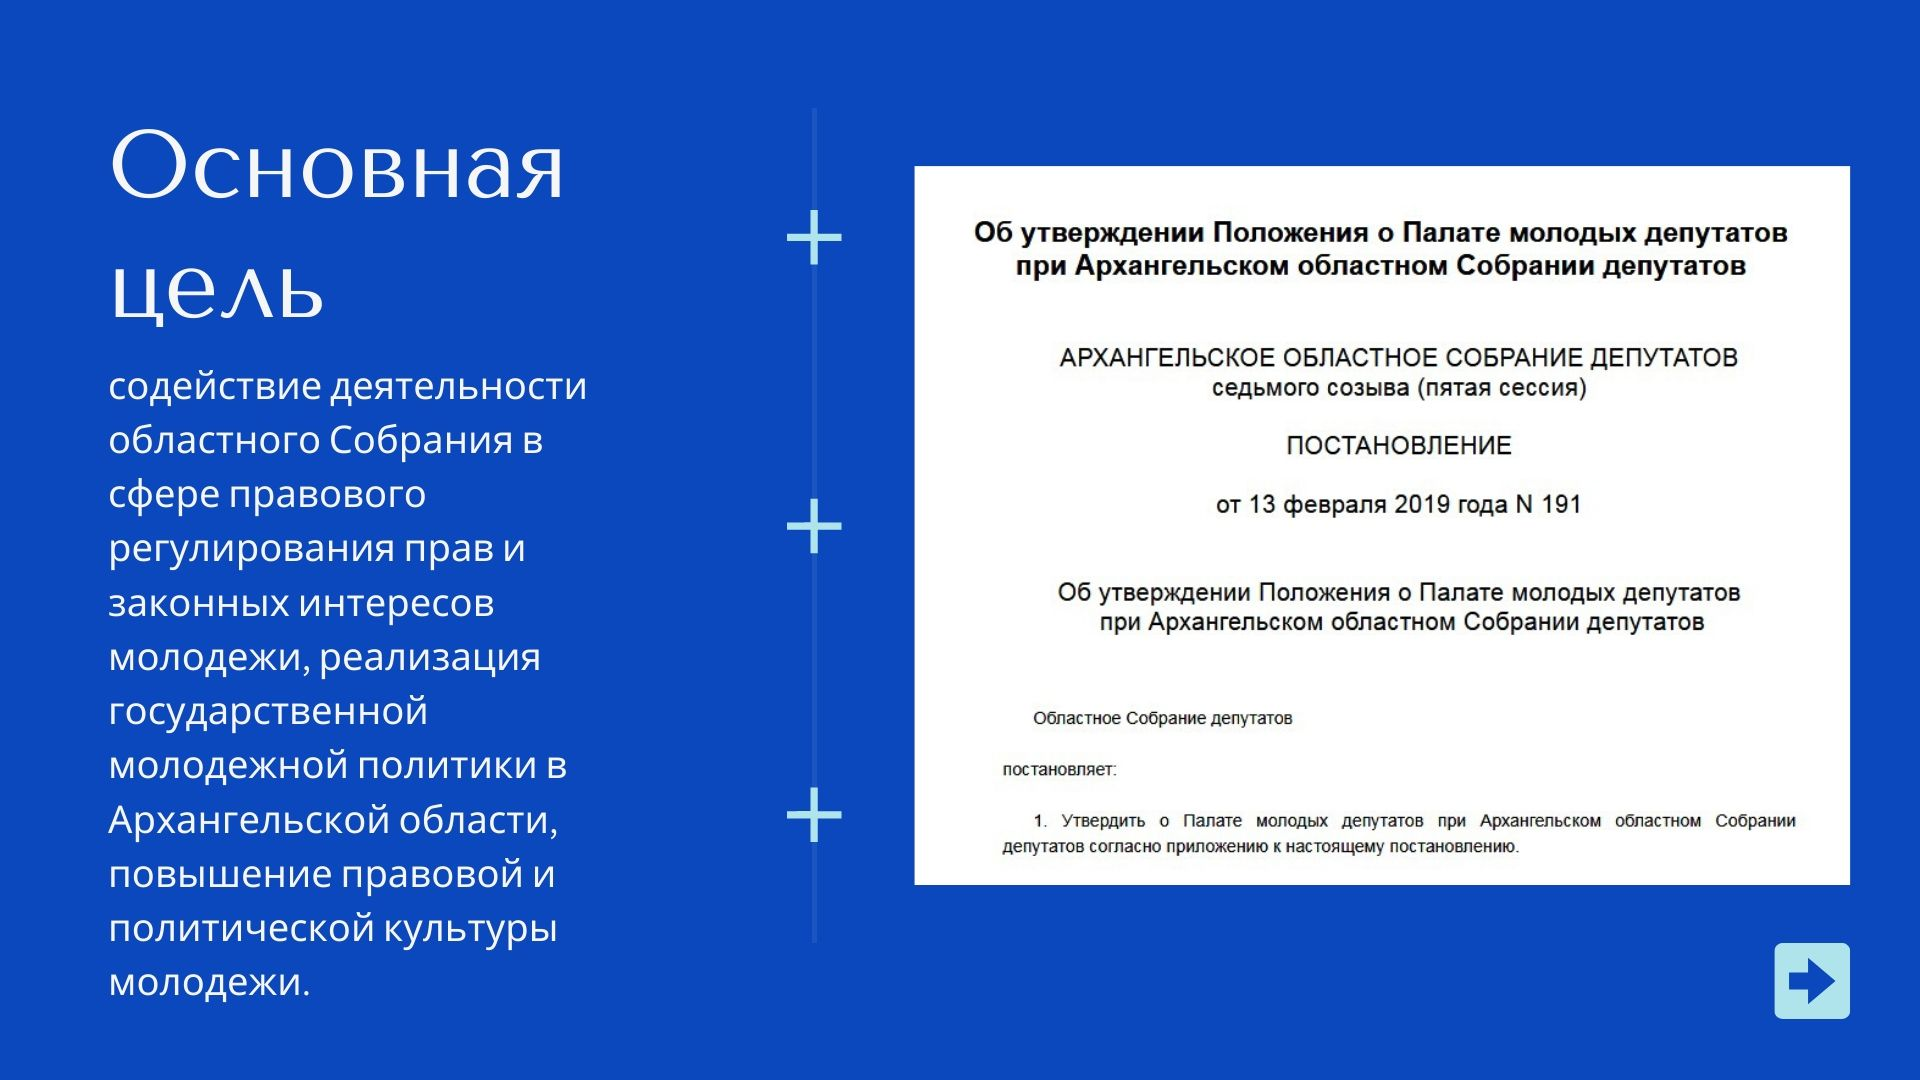 Основная
цель
содействие деятельности
областного Собрания в
сфере правового
регулирования прав и
законных интересов
молодежи, реализация
государственной
молодежной политики в
Архангельской области,
повышение правовой и
политической культуры
молодежи.
Об утверждении Положения о Палате молодых депутатов
при Архангельском областном Собрании депутатов
АРХАНГЕЛЬСКОЕ ОБЛАСТНОЕ СОБРАНИЕ ДЕПУТАТОВ
седьмого созыва (пятая сессия)
ПОСТАНОВЛЕНИЕ
от 13 февраля 2019 года N 191
Об утверждении Положения о Палате молодых депутатов
при Архангельском областном Собрании депутатов
Областное Собрание депутатов
постановляет:
1. Утвердить о Палате молодых депутатов при Архангельском областном Собрании
депутатов согласно приложению к настоящему постановлению.